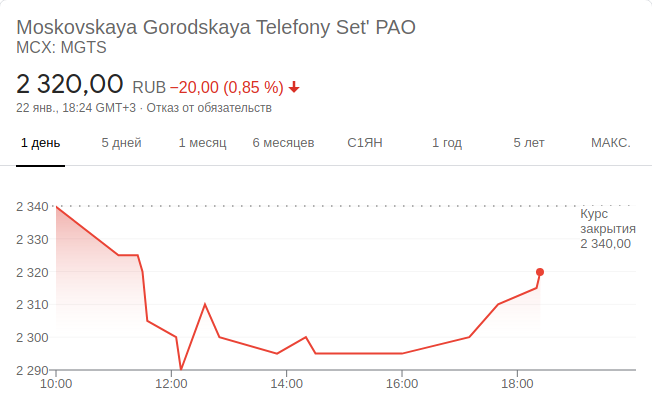 Moskovskaya Gorodskaya Telefony Set' PAO
MCX: MGTS
2 320,00 RUB −20,00 (0,85 %)
22 янв., 18:24 GMT+3 · Отказ от обязательств
1 день 5 дней 1 месяц 6 месяцев С1ЯН 1 год 5 лет МАКС.
2 340
Курс
закрытия
2 340,00
2 330
2 320
2 310
2 300
2 290
10:00 12:00 14:00 16:00 18:00